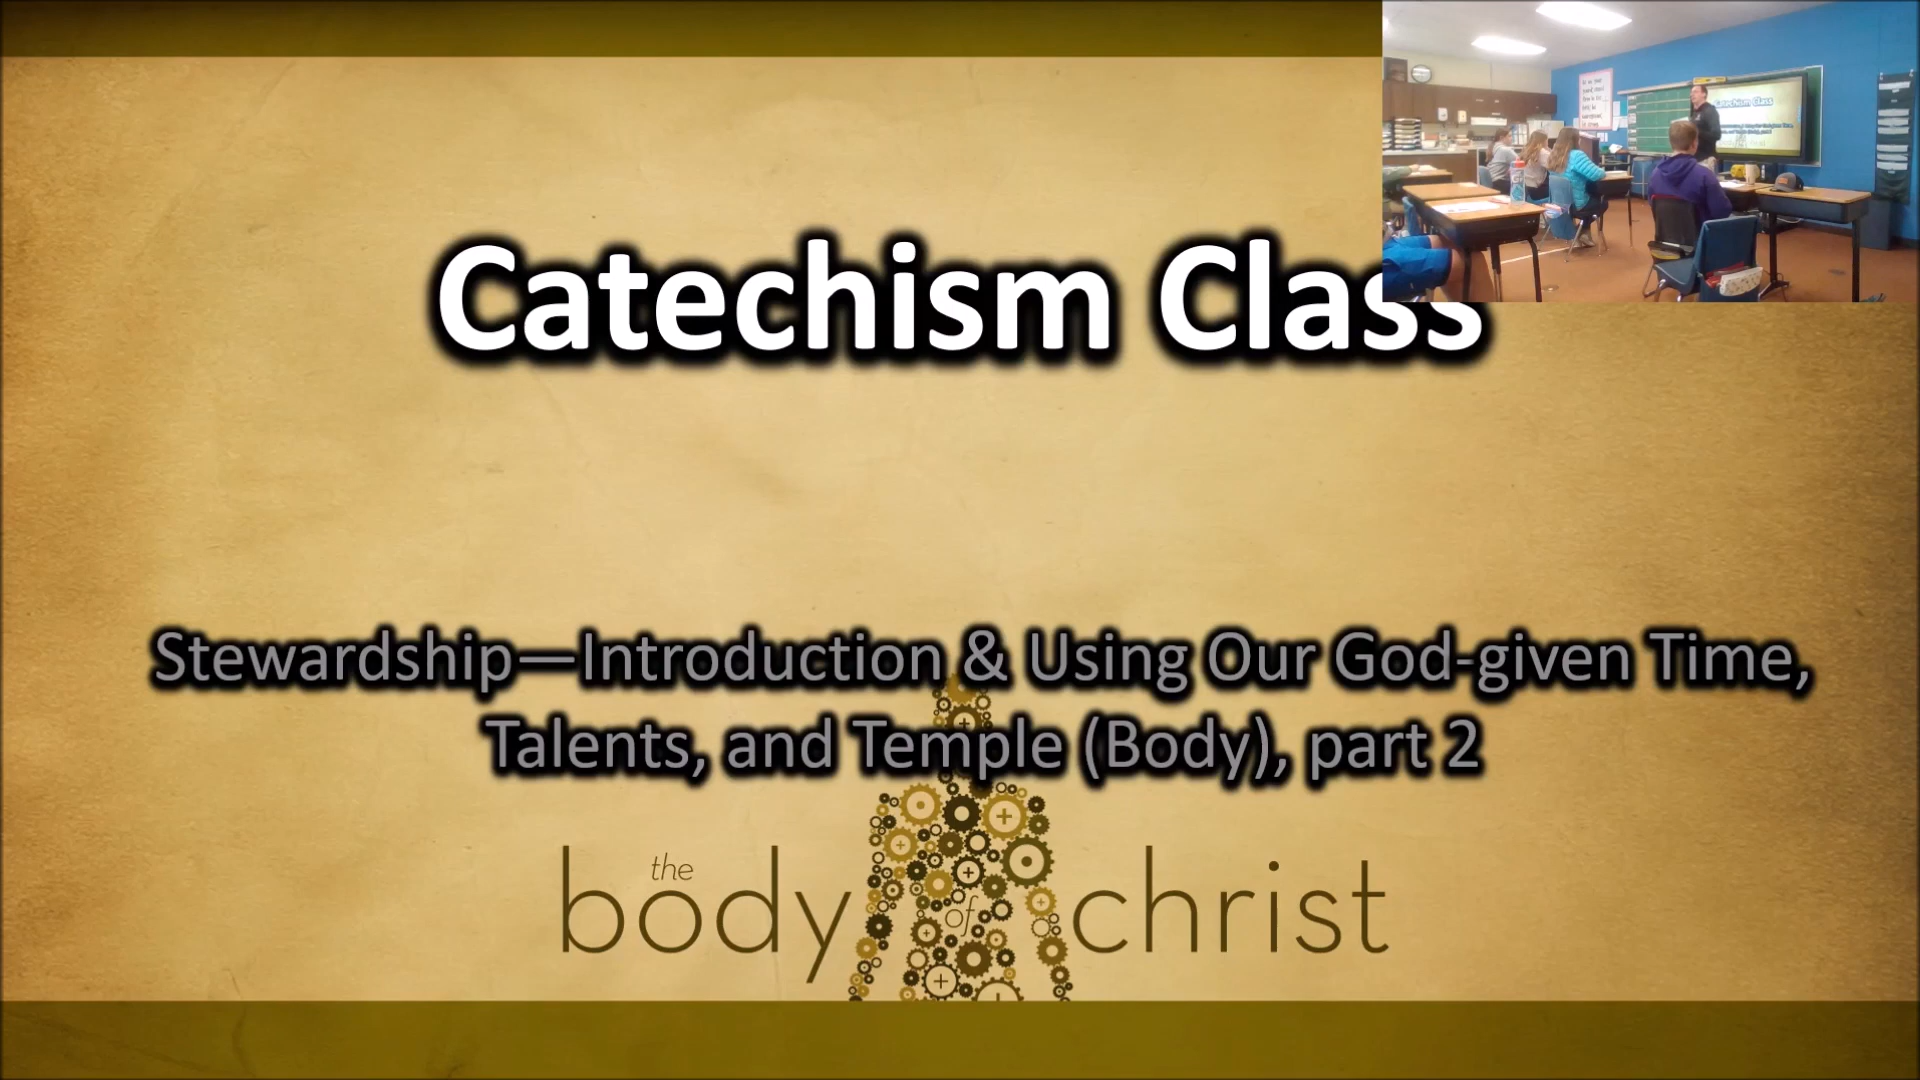 Catechism Class
Stewardship—Introduction & Using Our God-given Time,
Talents, and Temple (Body), part 2
the body of christ
Catechism Class